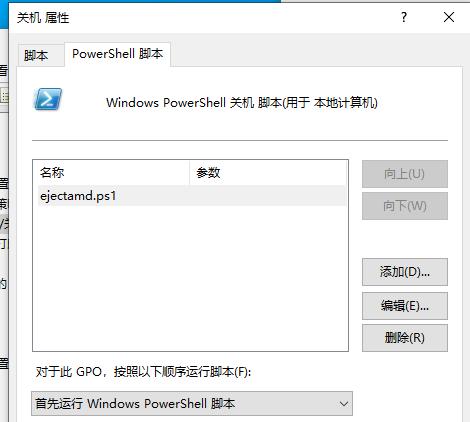 关机 属性
脚本
PowerShell 脚本
Windows PowerShell 关机 脚本(用于 本地计算机)
名称 参数
ejectamd.ps1
向上(U)
向下(W)
添加(D)...
编辑(E)...
删除(R)
对于此 GPO，按照以下顺序运行脚本(F):
首先运行 Windows PowerShell 脚本